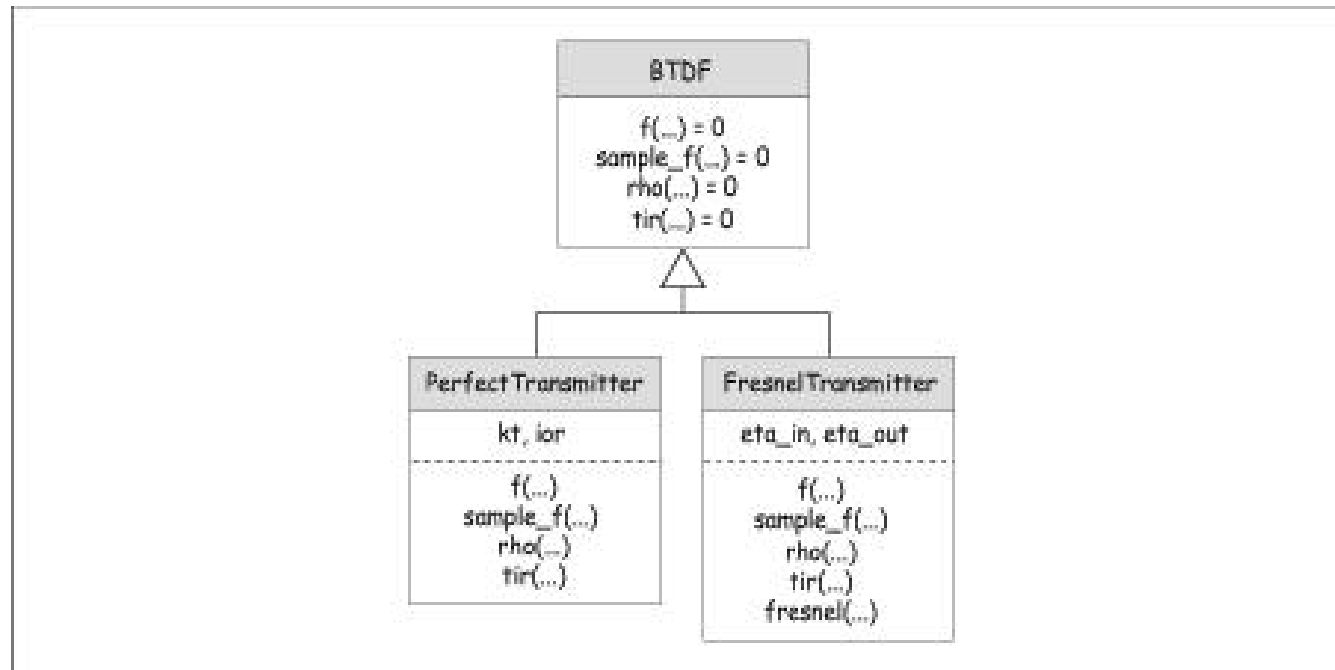 BTDF
f(...) = 0
sample_f(...) = 0
rho(...) = 0
tir(...) = 0
PerfectTransmitter
kt, ior
f(...)
sample_f(...)
rho(...)
tir(...)
FresnelTransmitter
eta_in, eta_out
f(...)
sample_f(...)
rho(...)
tir(...)
fresnel(...)